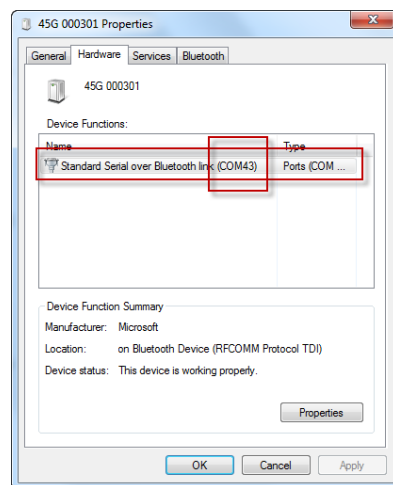 45G 000301 Properties
General Hardware Services Bluetooth
45G 000301
Device Functions:
Name Type
Standard Serial over Bluetooth link (COM43) Ports (COM ...
Device Function Summary
Manufacturer: Microsoft
Location: on Bluetooth Device (RFCOMM Protocol TDI)
Device status: This device is working properly.
Properties
OK Cancel Apply